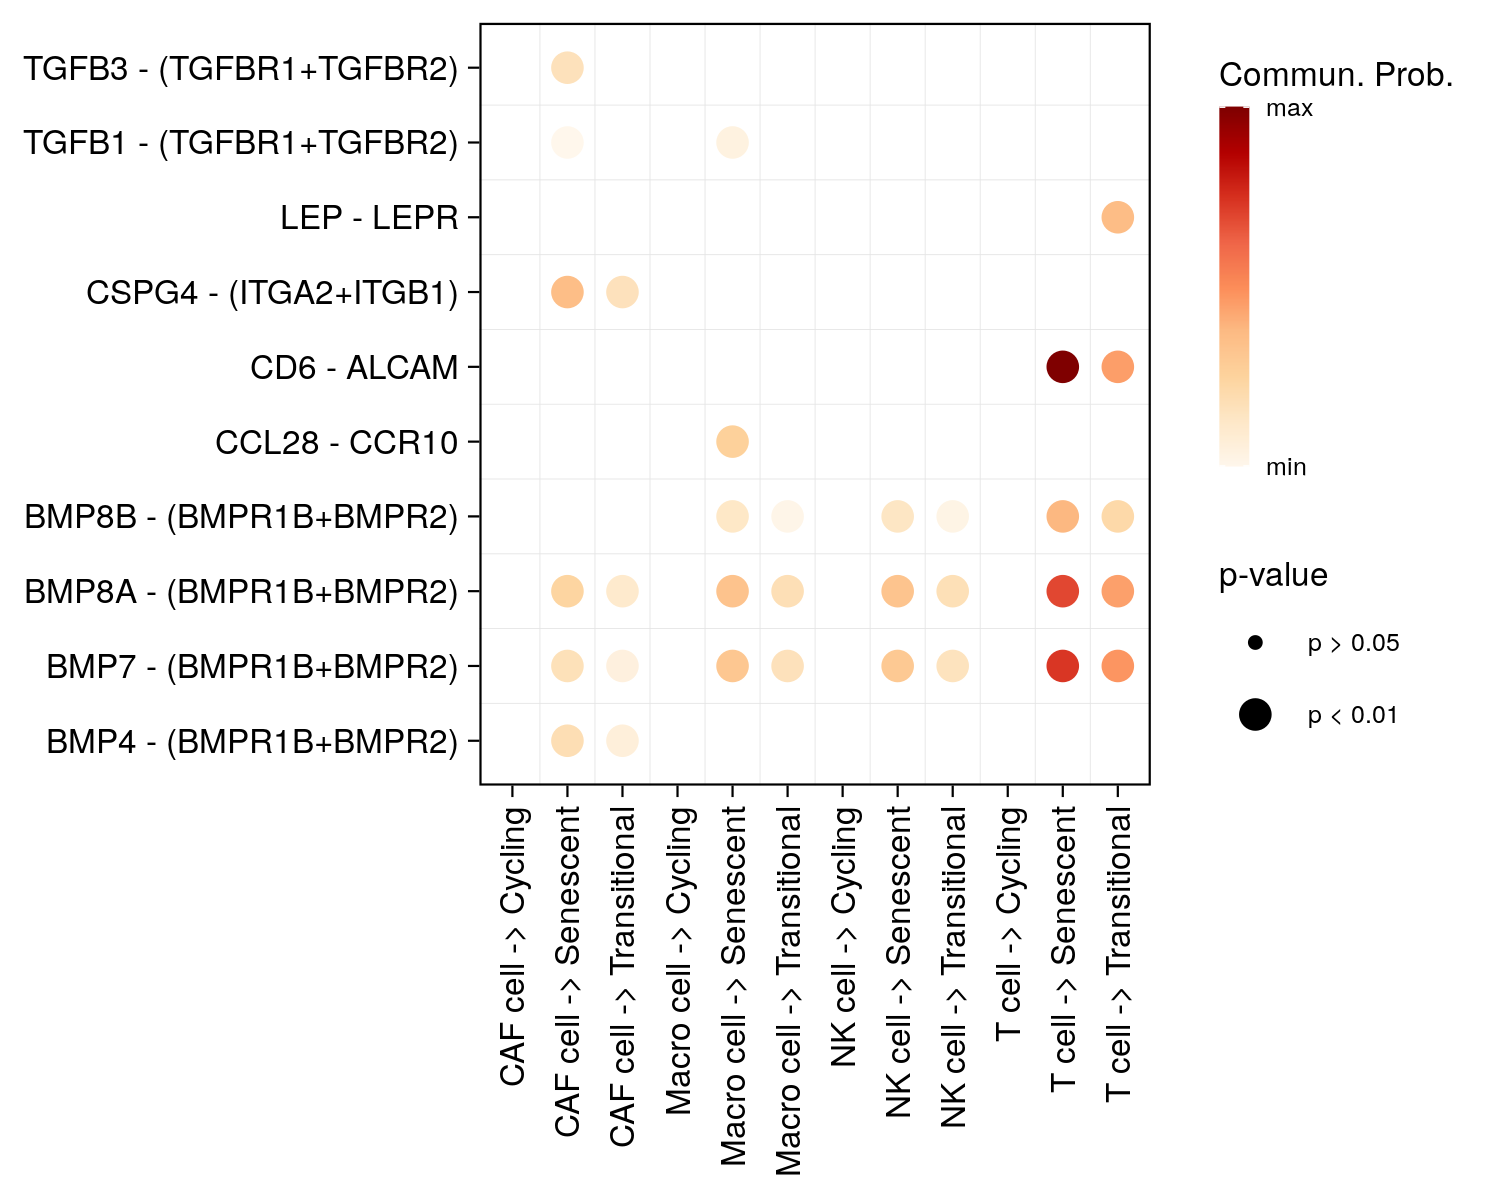 TGFB3 - (TGFBR1+TGFBR2)
TGFB1 - (TGFBR1+TGFBR2)
LEP - LEPR
CSPG4 - (ITGA2+ITGB1)
CD6 - ALCAM
CCL28 - CCR10
BMP8B - (BMPR1B+BMPR2)
BMP8A - (BMPR1B+BMPR2)
BMP7 - (BMPR1B+BMPR2)
BMP4 - (BMPR1B+BMPR2)
CAF cell -> Cycling
CAF cell -> Senescent
CAF cell -> Transitional
Macro cell -> Cycling
Macro cell -> Senescent
Macro cell -> Transitional
NK cell -> Cycling
NK cell -> Senescent
NK cell -> Transitional
T cell -> Cycling
T cell -> Senescent
T cell -> Transitional
Commun. Prob.
max
min
p-value
p > 0.05
p < 0.01